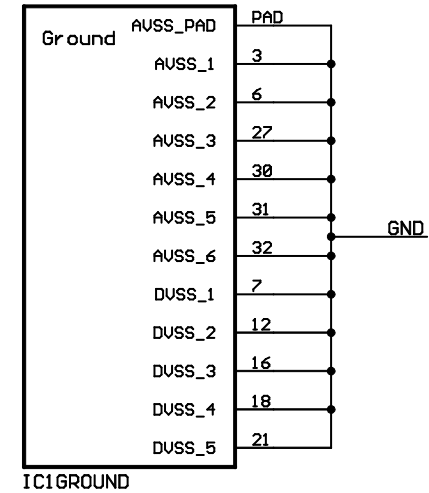 Ground
AVSS_PAD PAD
AVSS_1 3
AVSS_2 6
AVSS_3 27
AVSS_4 30
AVSS_5 31
GND
AVSS_6 32
DVSS_1 7
DVSS_2 12
DVSS_3 16
DVSS_4 18
DVSS_5 21
IC1GROUND